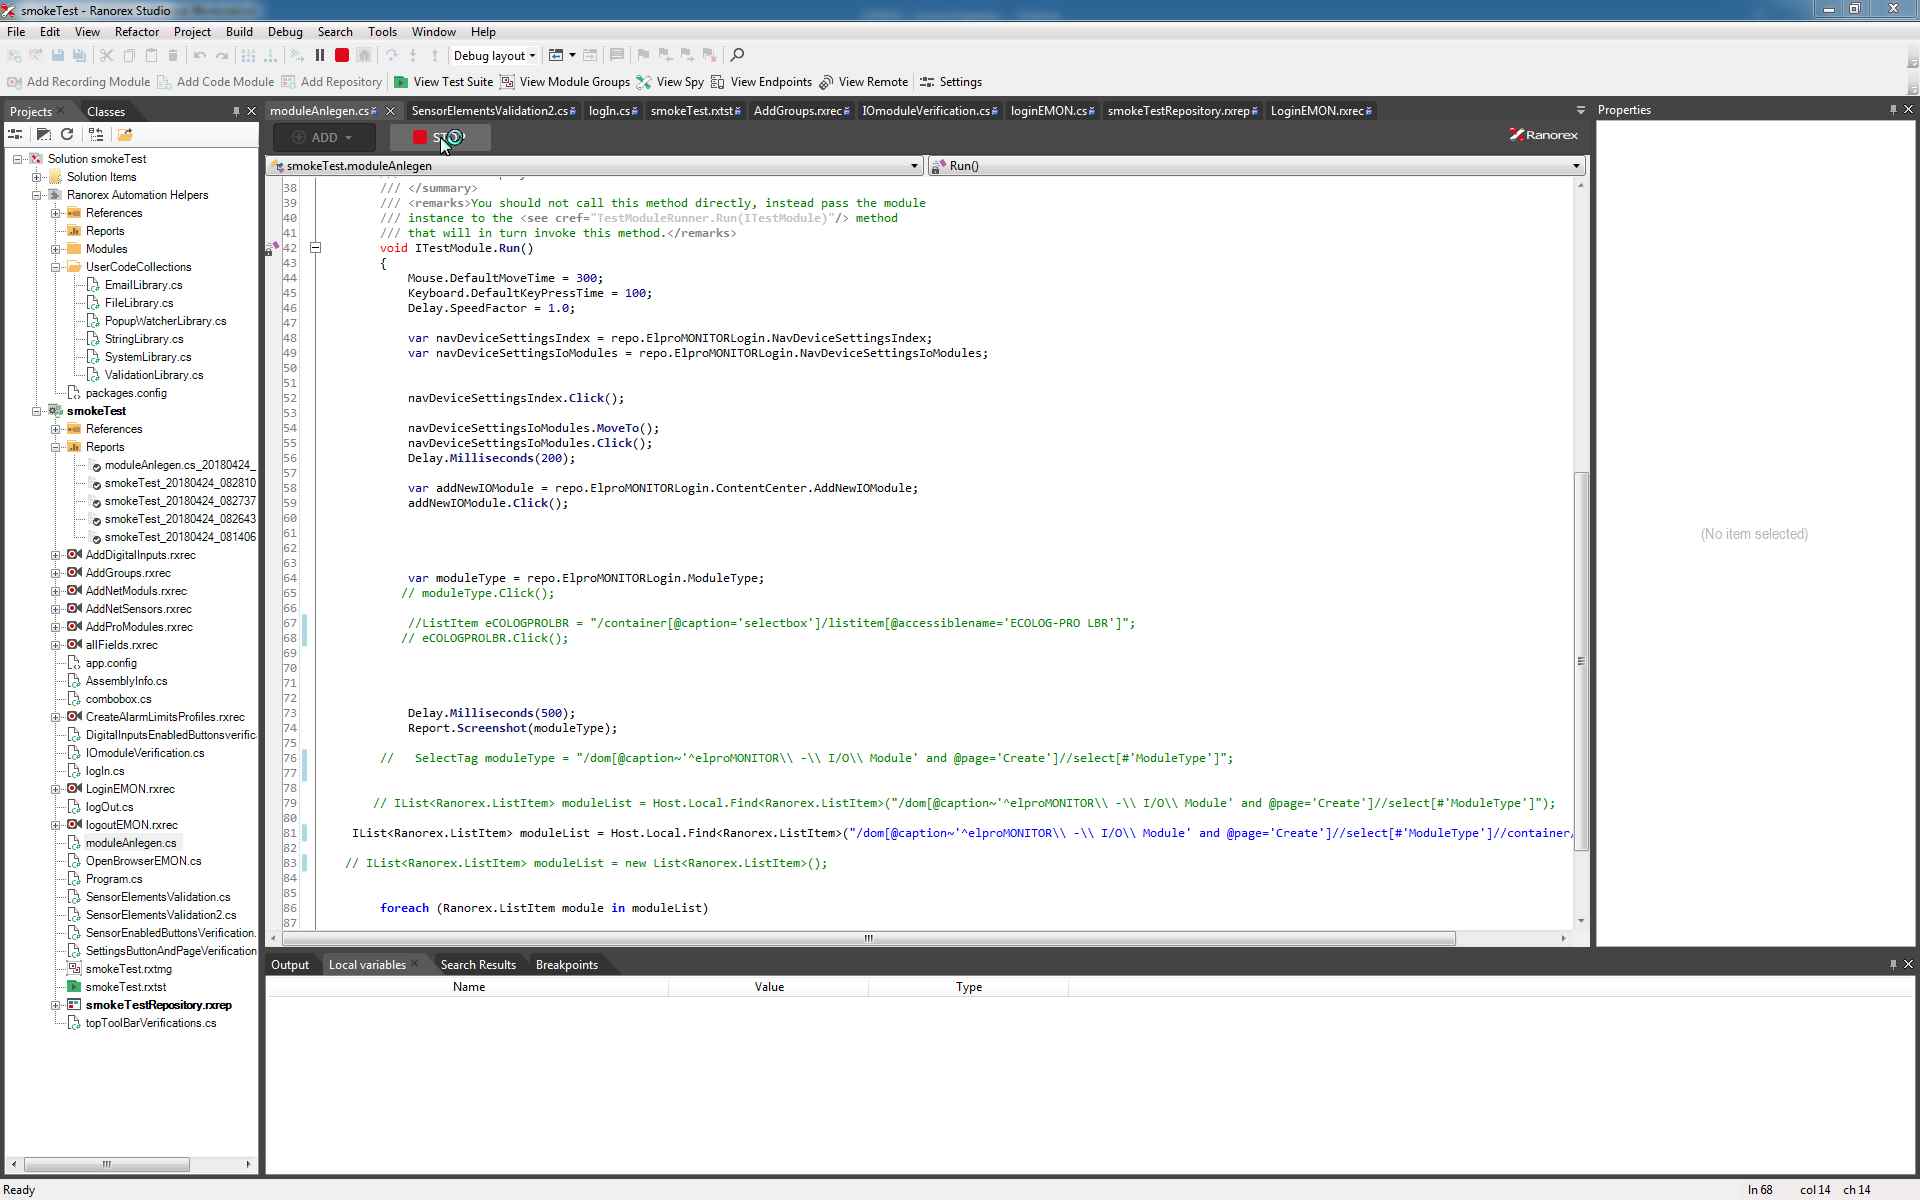 smokeTest - Ranorex Studio
File Edit View Refactor Project Build Debug Search Tools Window Help
Debug layout
Add Recording Module Add Code Module Add Repository View Test Suite View Module Groups View Spy View Endpoints View Remote Settings
Projects Classes
moduleAnlegen.cs SensorElementsValidation2.cs logIn.cs smokeTest.rxtst AddGroups.rxrec IOmoduleVerification.cs loginEMON.cs smokeTestRepository.rxrep LoginEMON.rxrec
Properties
ADD
Ranorex
smokeTest.moduleAnlegen
Run()
Solution smokeTest
Solution Items
Ranorex Automation Helpers
References
Reports
Modules
UserCodeCollections
EmailLibrary.cs
FileLibrary.cs
PopupWatcherLibrary.cs
StringLibrary.cs
SystemLibrary.cs
ValidationLibrary.cs
packages.config
smokeTest
References
Reports
moduleAnlegen.cs_20180424_
smokeTest_20180424_082810
smokeTest_20180424_082737
smokeTest_20180424_082643
smokeTest_20180424_081406
AddDigitalInputs.rxrec
AddGroups.rxrec
AddNetModuls.rxrec
AddNetSensors.rxrec
AddProModules.rxrec
allFields.rxrec
app.config
AssemblyInfo.cs
combobox.cs
CreateAlarmLimitsProfiles.rxrec
DigitalInputsEnabledButtonsverific
IOmoduleVerification.cs
logIn.cs
LoginEMON.rxrec
logOut.cs
logoutEMON.rxrec
moduleAnlegen.cs
OpenBrowserEMON.cs
Program.cs
SensorElementsValidation.cs
SensorElementsValidation2.cs
SensorEnabledButtonsVerification.
SettingsButtonAndPageVerification
smokeTest.rxtmg
smokeTest.rxtst
smokeTestRepository.rxrep
topToolBarVerifications.cs
38 /// </summary>
39 /// <remarks>You should not call this method directly, instead pass the module
40 /// instance to the <see cref="TestModuleRunner.Run(ITestModule)"/> method
41 /// that will in turn invoke this method.</remarks>
42 void ITestModule.Run()
43 {
44 Mouse.DefaultMoveTime = 300;
45 Keyboard.DefaultKeyPressTime = 100;
46 Delay.SpeedFactor = 1.0;
47
48 var navDeviceSettingsIndex = repo.ElproMONITORLogin.NavDeviceSettingsIndex;
49 var navDeviceSettingsIoModules = repo.ElproMONITORLogin.NavDeviceSettingsIoModules;
50
51
52 navDeviceSettingsIndex.Click();
53
54 navDeviceSettingsIoModules.MoveTo();
55 navDeviceSettingsIoModules.Click();
56 Delay.Milliseconds(200);
57
58 var addNewIOModule = repo.ElproMONITORLogin.ContentCenter.AddNewIOModule;
59 addNewIOModule.Click();
60
61
62
63
64 var moduleType = repo.ElproMONITORLogin.ModuleType;
65 // moduleType.Click();
66
67 //ListItem eCOLOGPROLBR = "/container[@caption='selectbox']/listitem[@accessiblename='ECOLOG-PRO LBR']";
68 // eCOLOGPROLBR.Click();
69
70
71
72
73 Delay.Milliseconds(500);
74 Report.Screenshot(moduleType);
75
76 // SelectTag moduleType = "/dom[@caption~'^elproMONITOR\\ -\\ I/O\\ Module' and @page='Create']//select[#'ModuleType']";
77
78
79 // IList<Ranorex.ListItem> moduleList = Host.Local.Find<Ranorex.ListItem>("/dom[@caption~'^elproMONITOR\\ -\\ I/O\\ Module' and @page='Create']//select[#'ModuleType']");
80
81 IList<Ranorex.ListItem> moduleList = Host.Local.Find<Ranorex.ListItem>("/dom[@caption~'^elproMONITOR\\ -\\ I/O\\ Module' and @page='Create']//select[#'ModuleType']//container/
82
83 // IList<Ranorex.ListItem> moduleList = new List<Ranorex.ListItem>();
84
85
86 foreach (Ranorex.ListItem module in moduleList)
87
(No item selected)
Output Local variables Search Results Breakpoints
Name Value Type
Ready
ln 68 col 14 ch 14